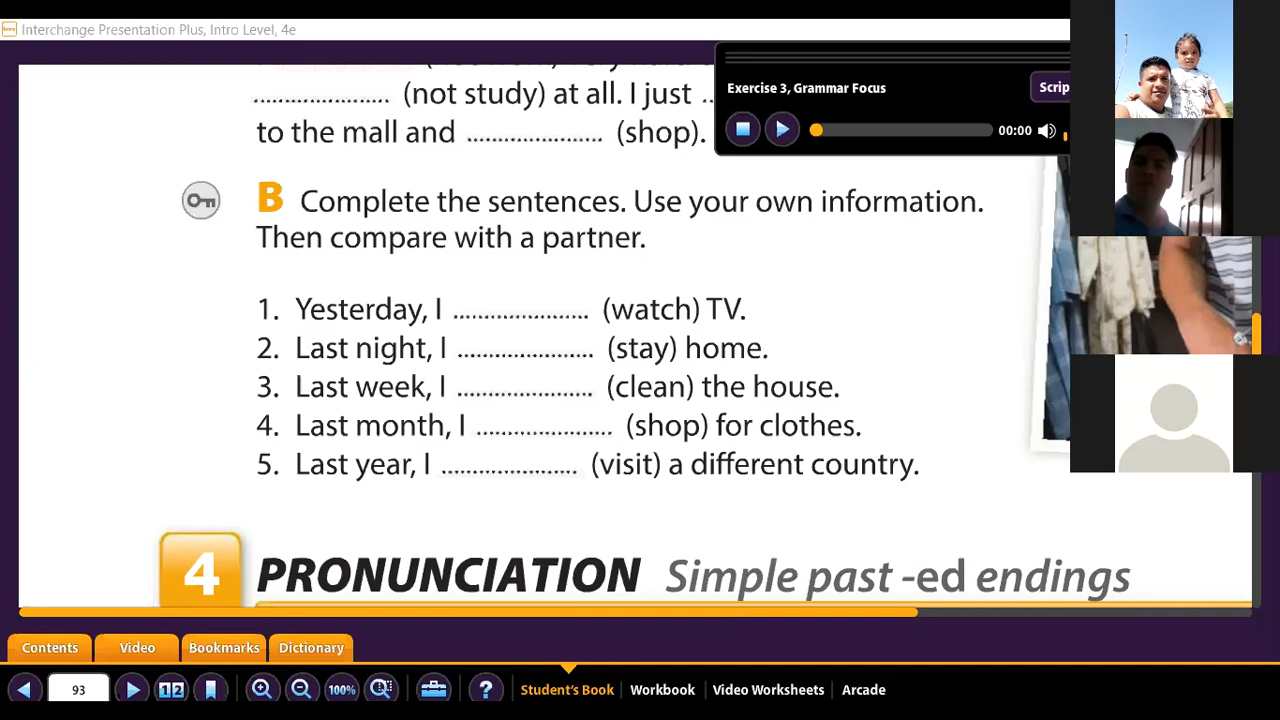 Interchange Presentation Plus, Intro Level, 4e
Exercise 3, Grammar Focus
Scrip
00:00
.................... (not study) at all. I just ..
to the mall and .................... (shop).
B Complete the sentences. Use your own information.
Then compare with a partner.
1. Yesterday, I .................... (watch) TV.
2. Last night, I .................... (stay) home.
3. Last week, I .................... (clean) the house.
4. Last month, I .................... (shop) for clothes.
5. Last year, I .................... (visit) a different country.
4 PRONUNCIATION Simple past -ed endings
Contents Video Bookmarks Dictionary
93 12 100% ? Student's Book Workbook Video Worksheets Arcade